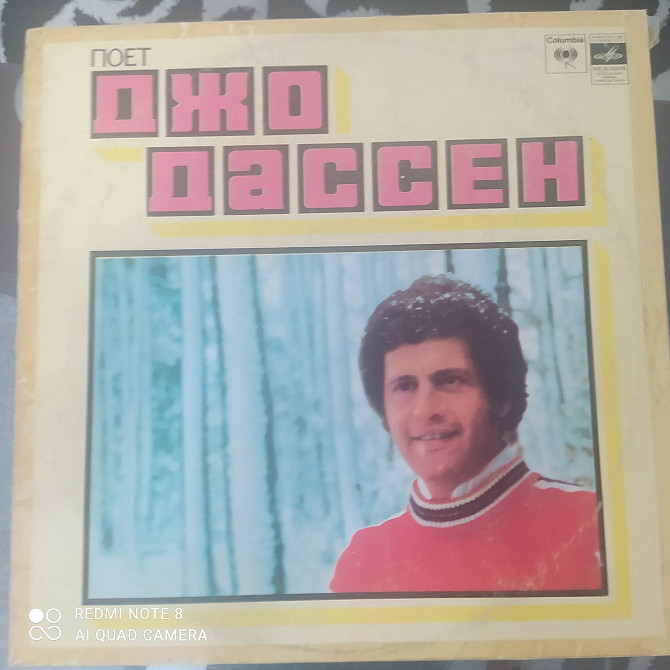 ПОЕТ
Columbia
ДЖО
ДАССЕН
REDMI NOTE 8
AI QUAD CAMERA